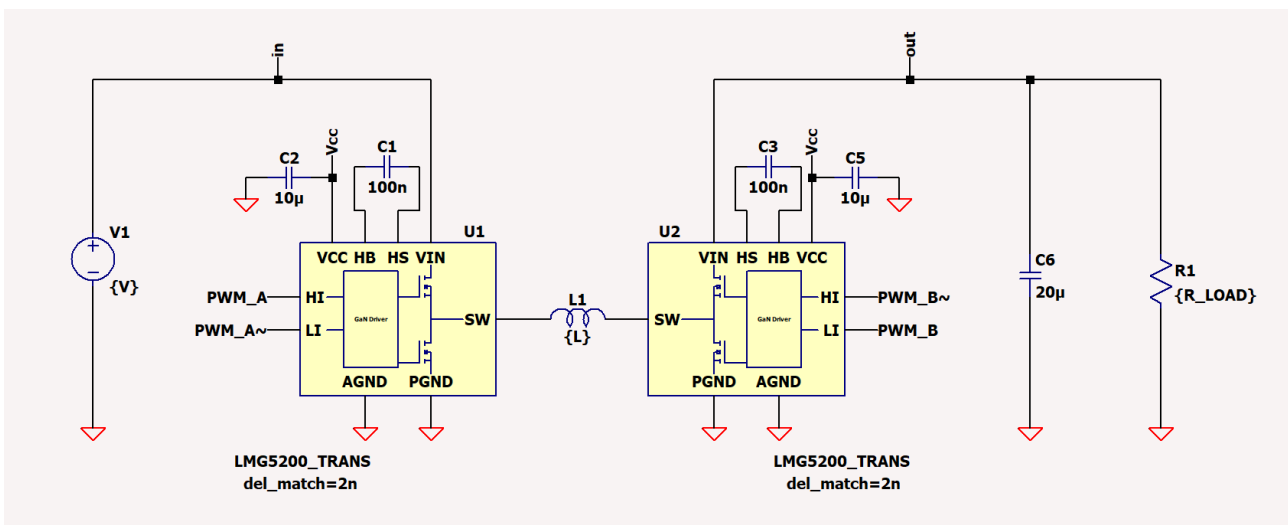 in
out
Vcc
C1
100n
C2
10µ
C3
100n
Vcc
C5
10µ
V1
{V}
U1
VCC HB HS VIN
PWM_A
HI
GaN Driver
PWM_A~
LI
SW
AGND PGND
LMG5200_TRANS
del_match=2n
L1
{L}
U2
VIN HS HB VCC
SW
GaN Driver
HI
PWM_B~
LI
PWM_B
PGND AGND
LMG5200_TRANS
del_match=2n
C6
20µ
R1
{R_LOAD}